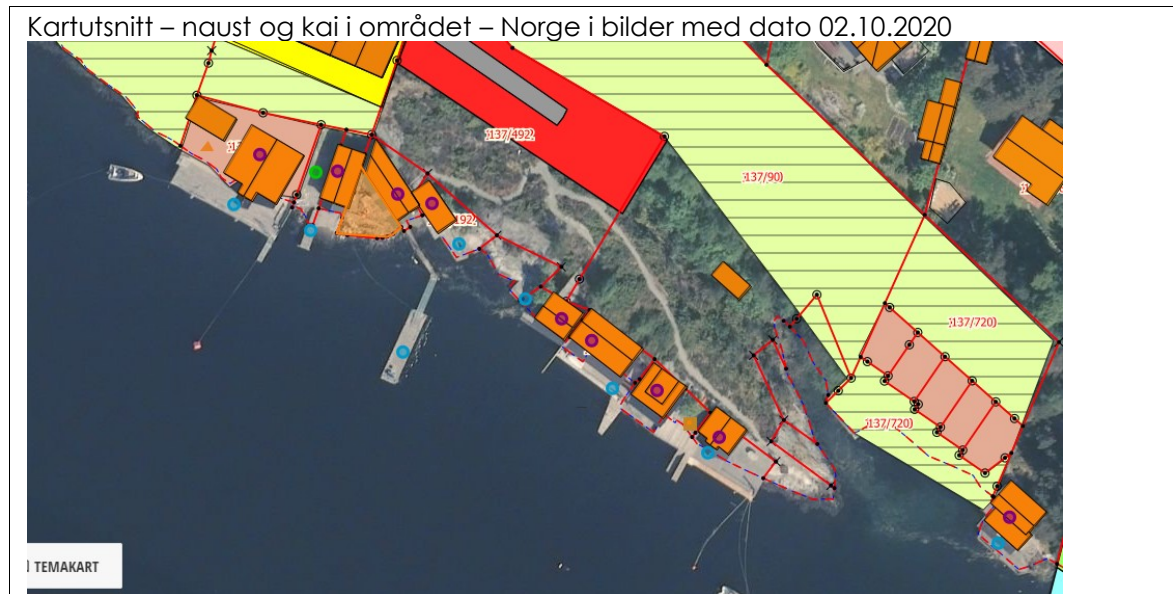 Kartutsnitt – naust og kai i området – Norge i bilder med dato 02.10.2020
137/492
137/90
192
137/720
137/720
TEMAKART